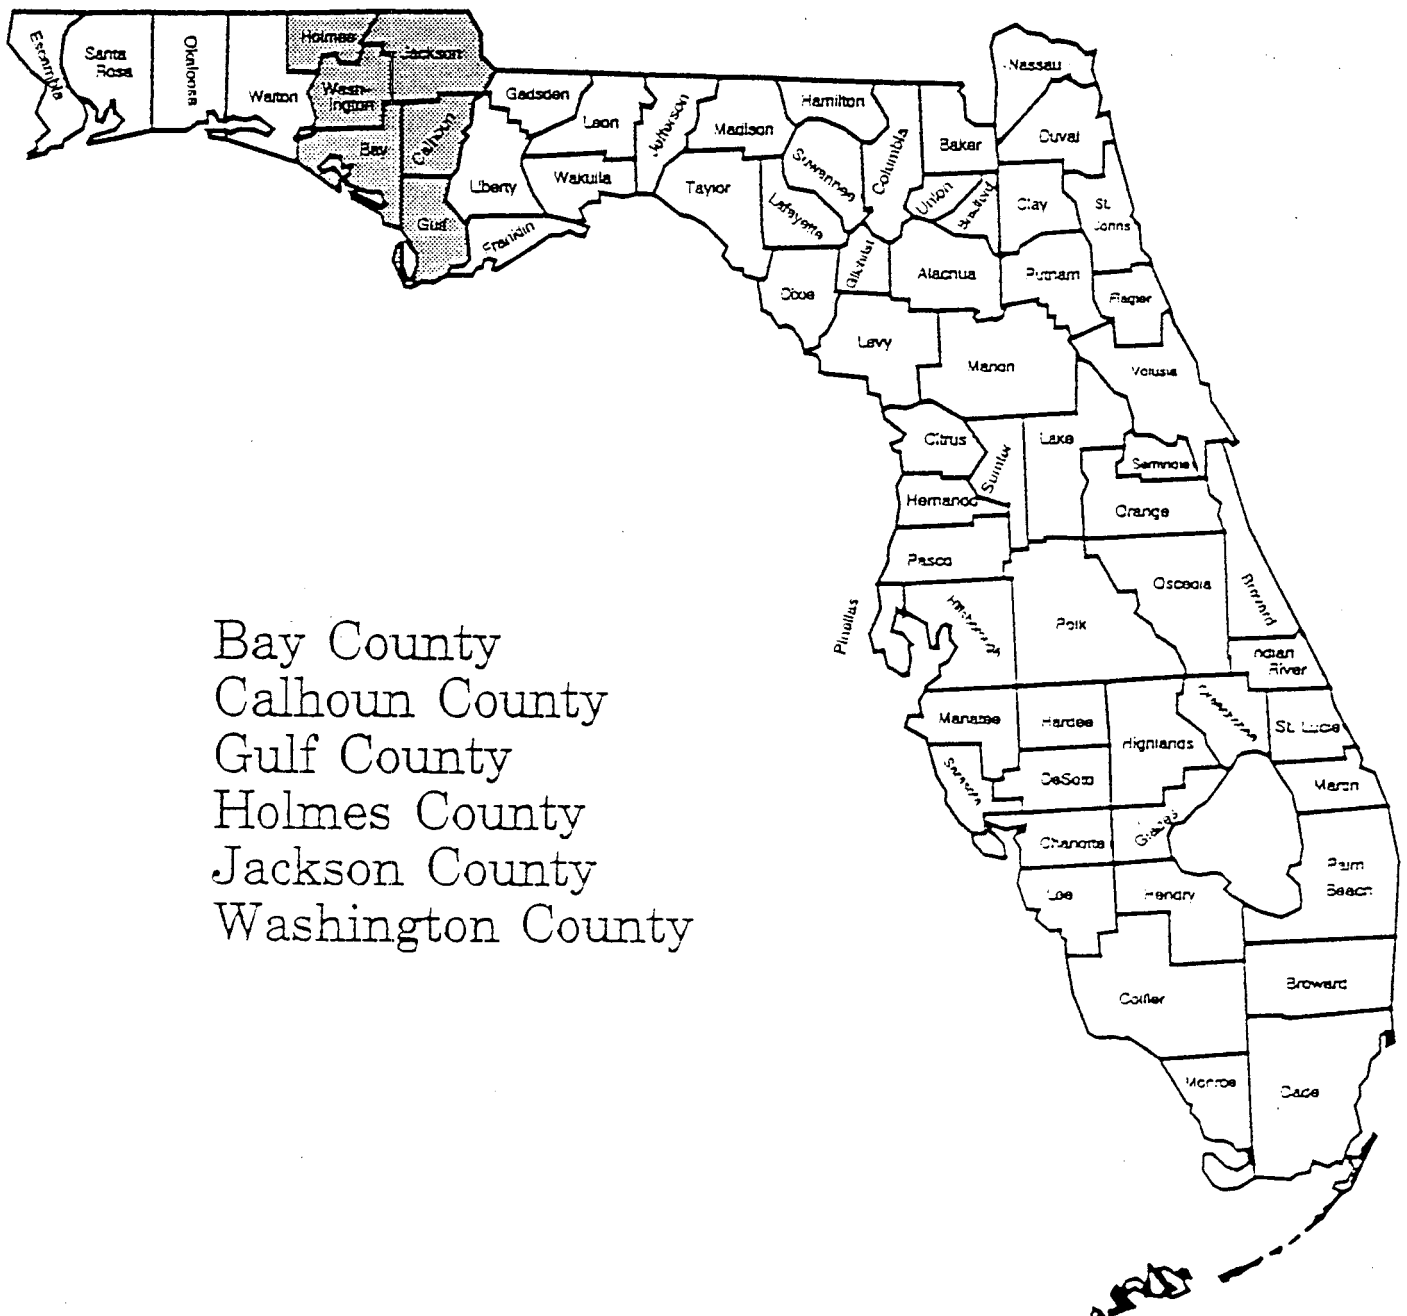 Escambia
Santa
Rosa
Okaloosa
Walton
Holmes
Jackson
Wash-
ington
Bay
Calhoun
Gulf
Gadsden
Liberty
Franklin
Leon
Wakulla
Jefferson
Madison
Taylor
Hamilton
Suwannee
Lafayette
Columbia
Baker
Nassau
Duval
Union
Bradford
Clay
St.
Johns
Dixie
Gilchrist
Alachua
Putnam
Flagler
Levy
Marion
Volusia
Citrus
Sumter
Lake
Seminole
Hernando
Orange
Pasco
Osceola
Brevard
Pinellas
Hillsborough
Polk
Indian
River
Manatee
Hardee
Highlands
Okeechobee
St. Lucie
Sarasota
DeSoto
Martin
Charlotte
Glades
Lee
Hendry
Palm
Beach
Collier
Broward
Monroe
Dade
Bay County
Calhoun County
Gulf County
Holmes County
Jackson County
Washington County